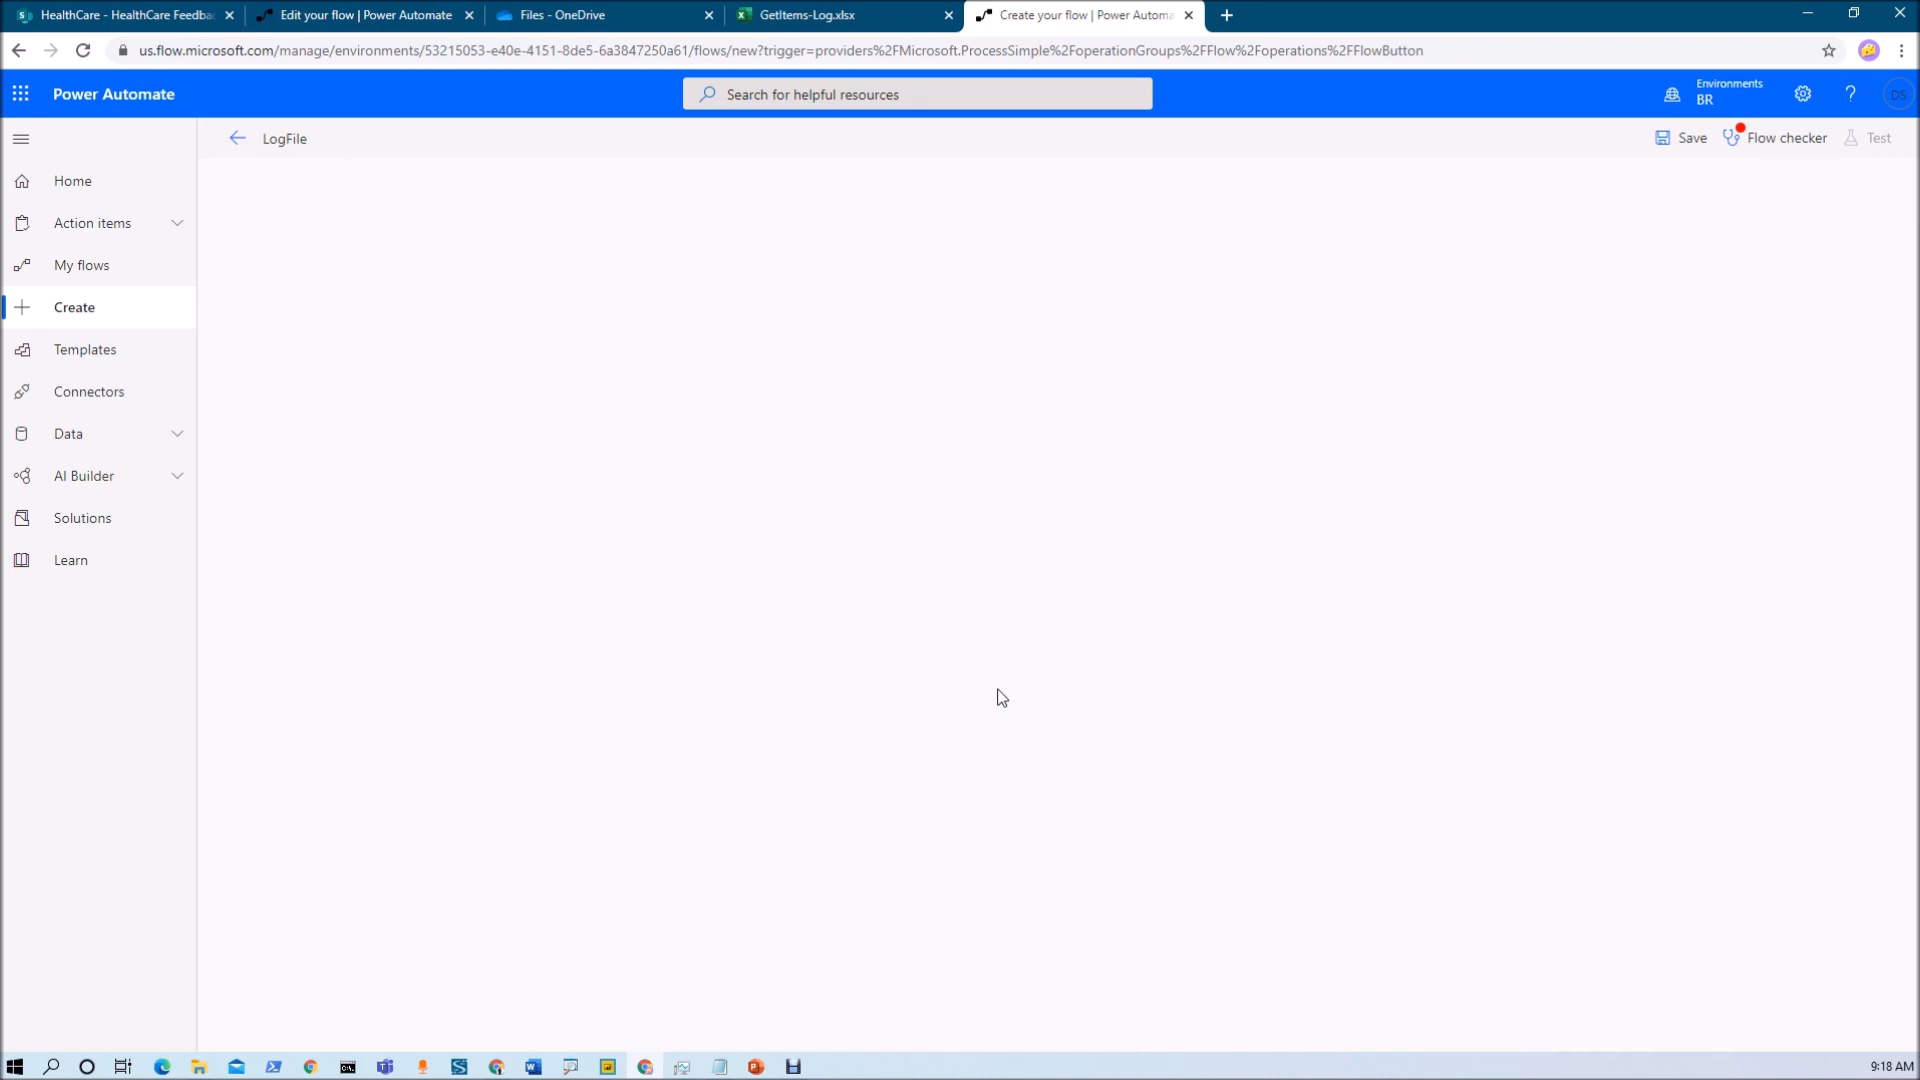 HealthCare - HealthCare Feedba
Edit your flow | Power Automate
Files - OneDrive
GetItems-Log.xlsx
Create your flow | Power Automa
us.flow.microsoft.com/manage/environments/53215053-e40e-4151-8de5-6a3847250a61/flows/new?trigger=providers%2FMicrosoft.ProcessSimple%2FoperationGroups%2FFlow%2Foperations%2FFlowButton
Power Automate
Search for helpful resources
Environments
BR
DS
LogFile
Save
Flow checker
Test
Home
Action items
My flows
Create
Templates
Connectors
Data
AI Builder
Solutions
Learn
9:18 AM